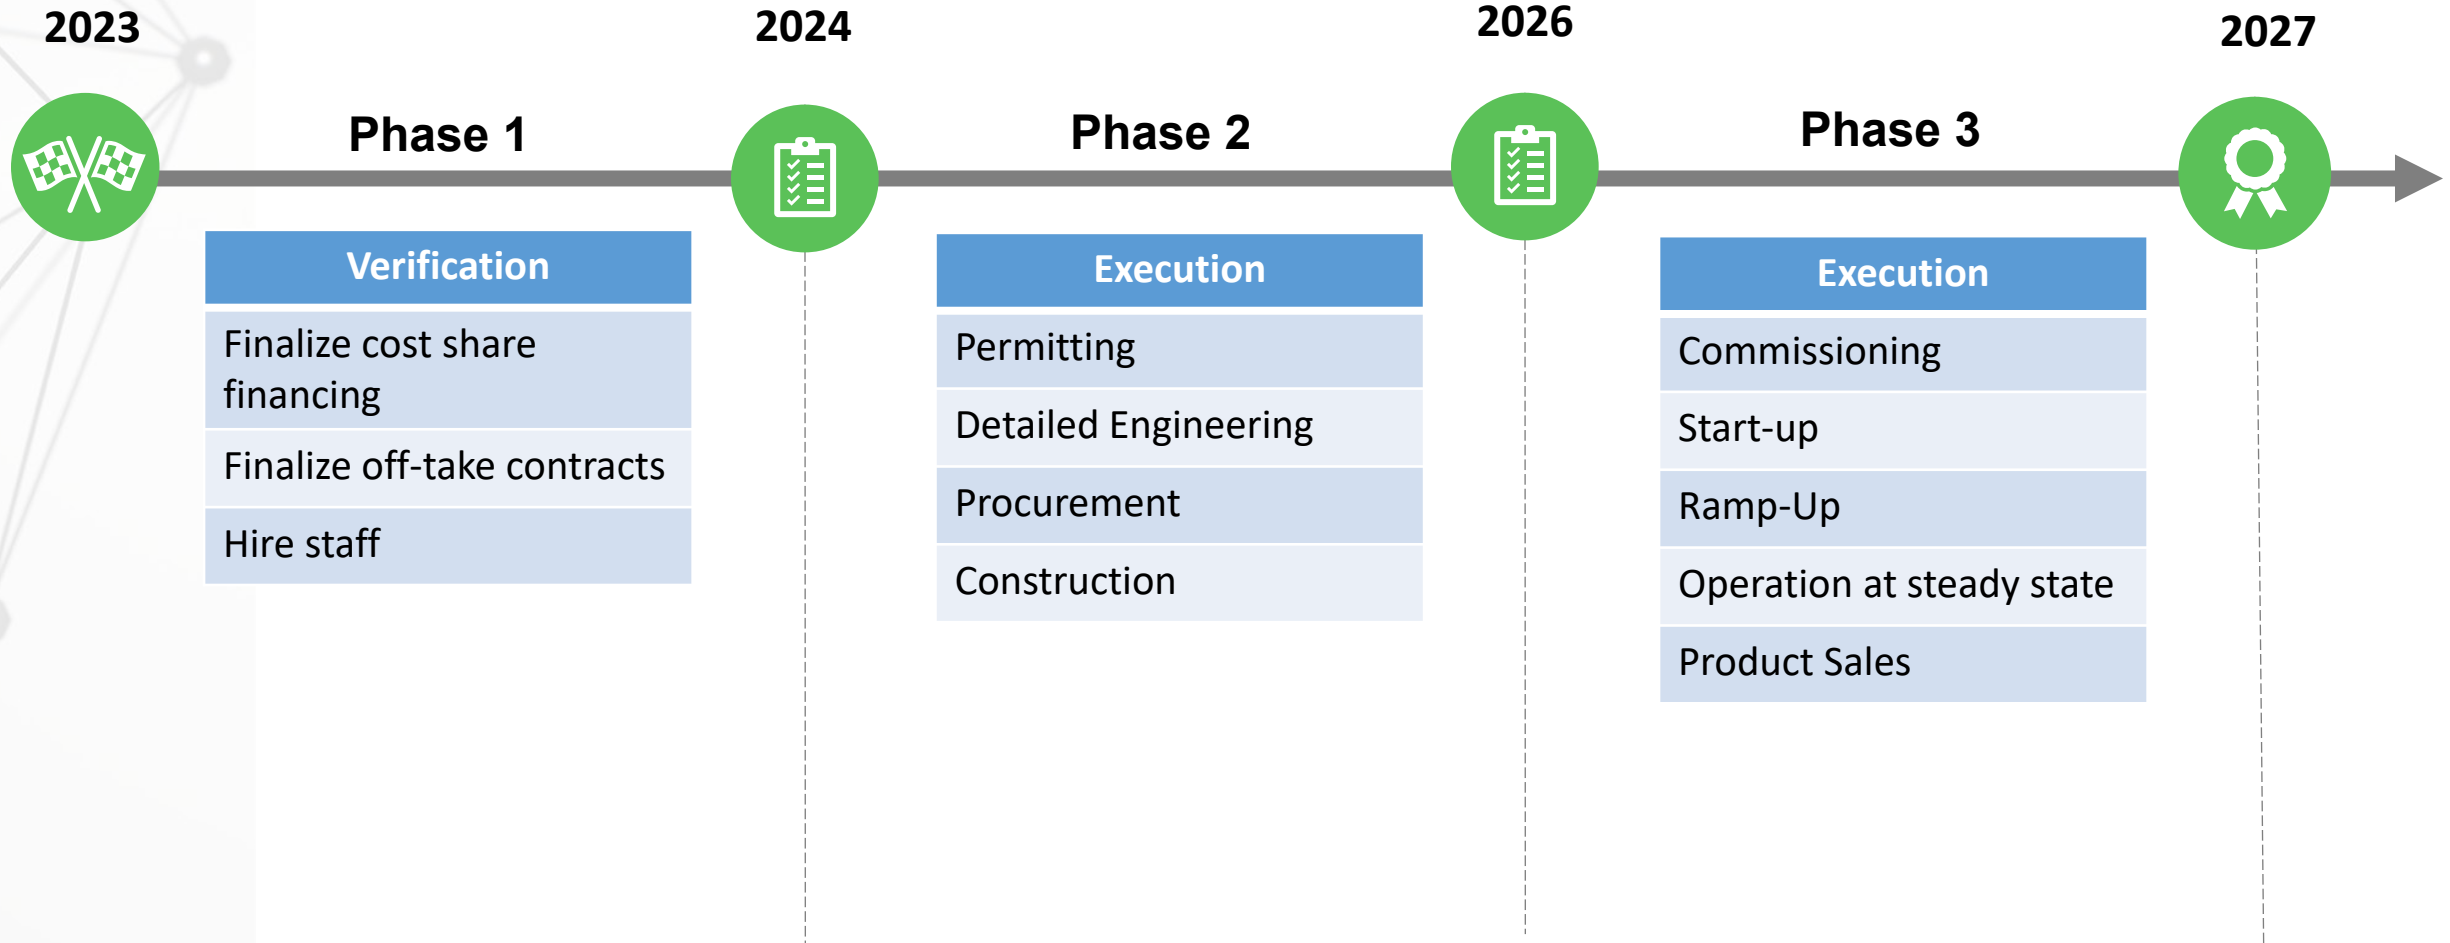 2023
2024
2026
2027
Phase 1
Phase 2
Phase 3
Verification
Finalize cost share
financing
Finalize off-take contracts
Hire staff
Execution
Permitting
Detailed Engineering
Procurement
Construction
Execution
Commissioning
Start-up
Ramp-Up
Operation at steady state
Product Sales